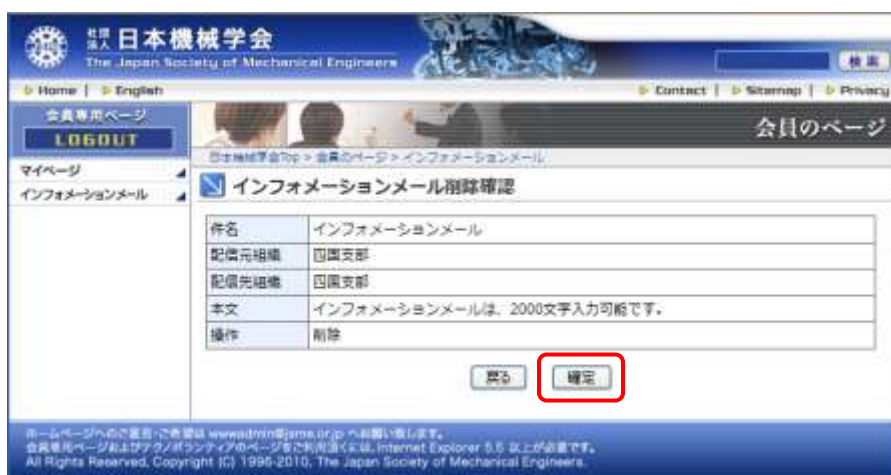 社団法人 日本機械学会
The Japan Society of Mechanical Engineers
検索
Home | English
Contact | Sitemap | Privacy
会員専用ページ
LOGOUT
会員のページ
日本機械学会Top > 会員のページ > インフォメーションメール
マイページ
インフォメーションメール
インフォメーションメール削除確認
件名 インフォメーションメール
配信元組織 四国支部
配信先組織 四国支部
本文 インフォメーションメールは、2000文字入力可能です。
操作 削除
戻る 確定
ホームページへのご意見・ご希望は wwwadmin@jsme.or.jp へお願い致します。
会員専用ページおよびテクノボランティアのページをご利用頂くには、Internet Explorer 5.5 以上が必要です。
All Rights Reserved, Copyright (C) 1996-2010, The Japan Society of Mechanical Engineers.